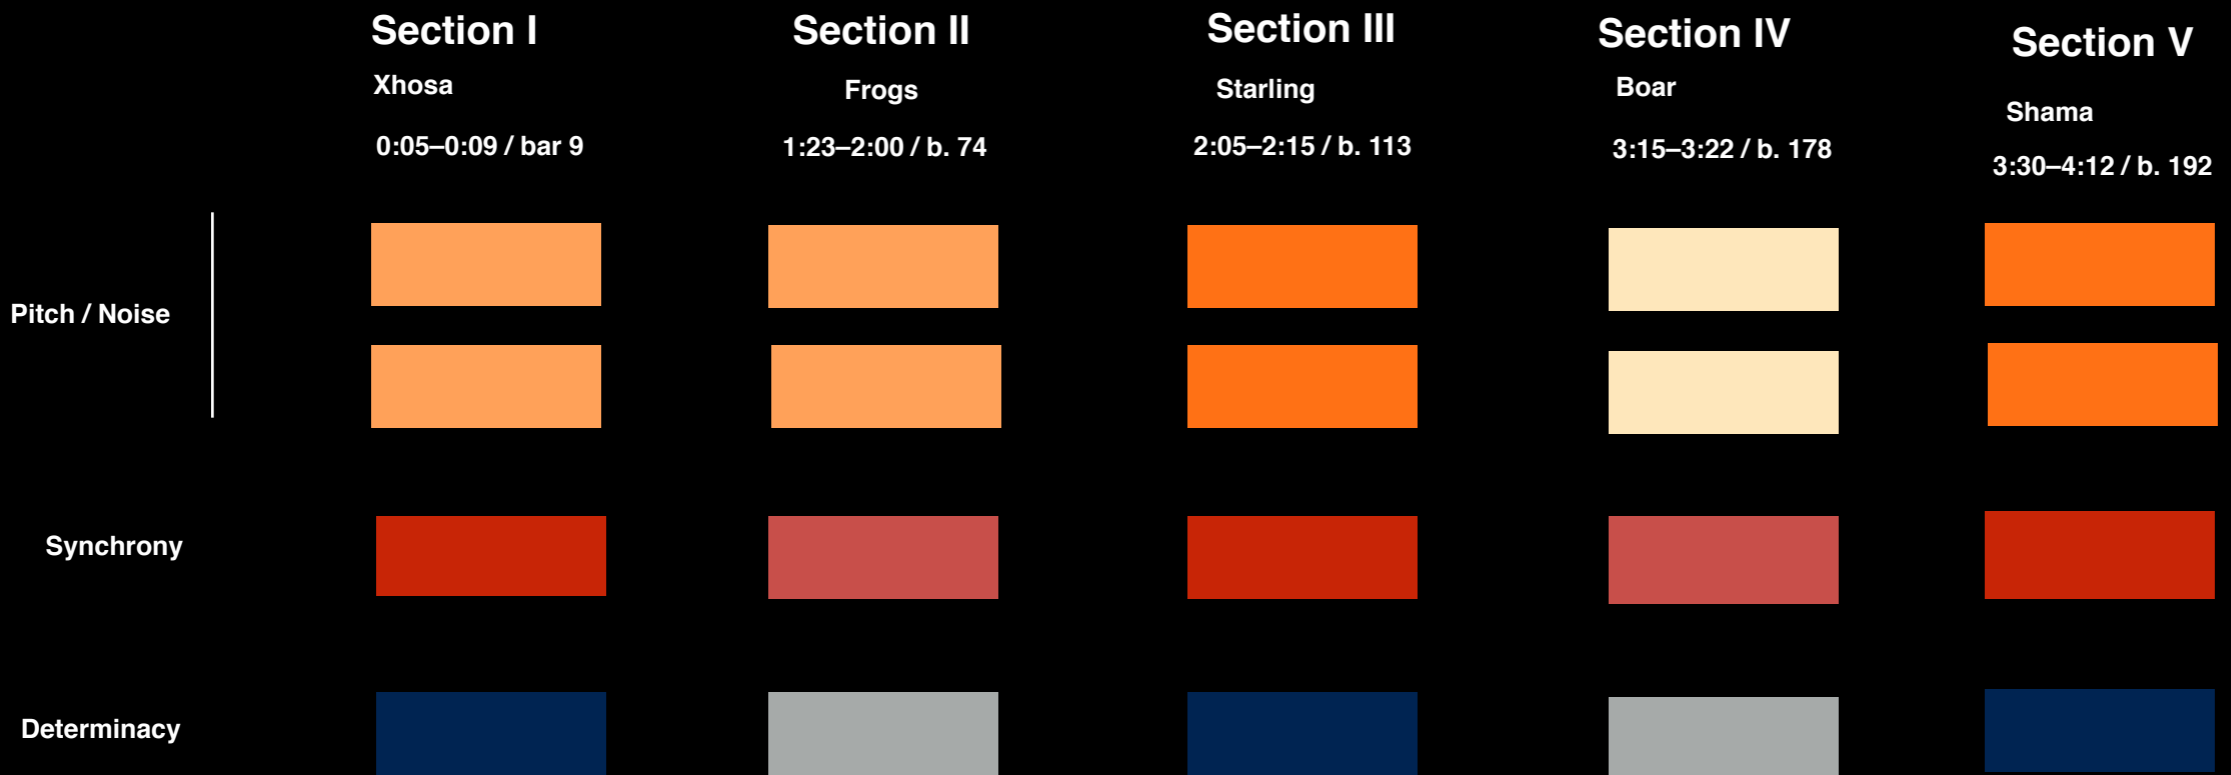 Section I
Section II
Section III
Section IV
Section V
Xhosa
Frogs
Starling
Boar
Shama
0:05–0:09 / bar 9
1:23–2:00 / b. 74
2:05–2:15 / b. 113
3:15–3:22 / b. 178
3:30–4:12 / b. 192
Pitch / Noise
Synchrony
Determinacy